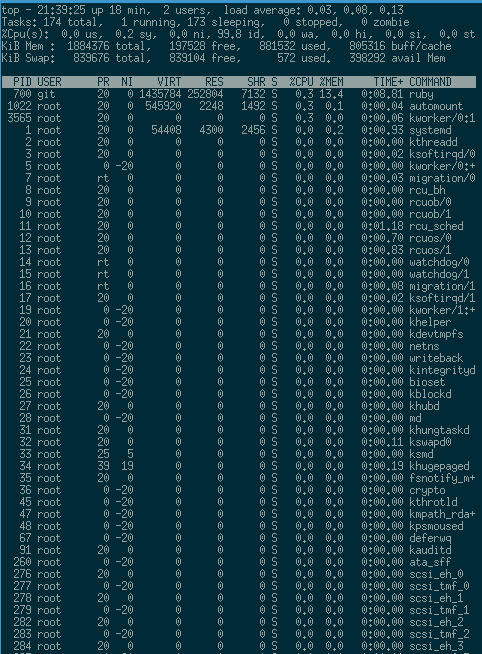 top - 21:39:25 up 18 min,  2 users,  load average: 0.03, 0.08, 0.13
Tasks: 174 total,   1 running, 173 sleeping,   0 stopped,   0 zombie
%Cpu(s):  0.0 us,  0.2 sy,  0.0 ni, 99.8 id,  0.0 wa,  0.0 hi,  0.0 si,  0.0 st
KiB Mem :  1884376 total,   197528 free,   881532 used,   805316 buff/cache
KiB Swap:   839676 total,   839104 free,      572 used.   398292 avail Mem
PID USER PR NI VIRT RES SHR S %CPU %MEM TIME+ COMMAND
700 git 20 0 1435784 252804 7132 S 0.3 13.4 0:08.81 ruby
1022 root 20 0 545920 2248 1492 S 0.3 0.1 0:00.04 automount
3565 root 20 0 0 0 0 S 0.3 0.0 0:00.06 kworker/0:1
1 root 20 0 54408 4300 2456 S 0.0 0.2 0:00.93 systemd
2 root 20 0 0 0 0 S 0.0 0.0 0:00.00 kthreadd
3 root 20 0 0 0 0 S 0.0 0.0 0:00.02 ksoftirqd/0
5 root 0 -20 0 0 0 S 0.0 0.0 0:00.00 kworker/0:+
7 root rt 0 0 0 0 S 0.0 0.0 0:00.03 migration/0
8 root 20 0 0 0 0 S 0.0 0.0 0:00.00 rcu_bh
9 root 20 0 0 0 0 S 0.0 0.0 0:00.00 rcuob/0
10 root 20 0 0 0 0 S 0.0 0.0 0:00.00 rcuob/1
11 root 20 0 0 0 0 S 0.0 0.0 0:01.18 rcu_sched
12 root 20 0 0 0 0 S 0.0 0.0 0:00.70 rcuos/0
13 root 20 0 0 0 0 S 0.0 0.0 0:00.83 rcuos/1
14 root rt 0 0 0 0 S 0.0 0.0 0:00.00 watchdog/0
15 root rt 0 0 0 0 S 0.0 0.0 0:00.00 watchdog/1
16 root rt 0 0 0 0 S 0.0 0.0 0:00.08 migration/1
17 root 20 0 0 0 0 S 0.0 0.0 0:00.02 ksoftirqd/1
19 root 0 -20 0 0 0 S 0.0 0.0 0:00.00 kworker/1:+
20 root 0 -20 0 0 0 S 0.0 0.0 0:00.00 khelper
21 root 20 0 0 0 0 S 0.0 0.0 0:00.00 kdevtmpfs
22 root 0 -20 0 0 0 S 0.0 0.0 0:00.00 netns
23 root 0 -20 0 0 0 S 0.0 0.0 0:00.00 writeback
24 root 0 -20 0 0 0 S 0.0 0.0 0:00.00 kintegrityd
25 root 0 -20 0 0 0 S 0.0 0.0 0:00.00 bioset
26 root 0 -20 0 0 0 S 0.0 0.0 0:00.00 kblockd
27 root 20 0 0 0 0 S 0.0 0.0 0:00.00 khubd
28 root 0 -20 0 0 0 S 0.0 0.0 0:00.00 md
31 root 20 0 0 0 0 S 0.0 0.0 0:00.00 khungtaskd
32 root 20 0 0 0 0 S 0.0 0.0 0:00.11 kswapd0
33 root 25 5 0 0 0 S 0.0 0.0 0:00.00 ksmd
34 root 39 19 0 0 0 S 0.0 0.0 0:00.19 khugepaged
35 root 20 0 0 0 0 S 0.0 0.0 0:00.00 fsnotify_m+
36 root 0 -20 0 0 0 S 0.0 0.0 0:00.00 crypto
45 root 0 -20 0 0 0 S 0.0 0.0 0:00.00 kthrotld
47 root 0 -20 0 0 0 S 0.0 0.0 0:00.00 kmpath_rda+
48 root 0 -20 0 0 0 S 0.0 0.0 0:00.00 kpsmoused
67 root 0 -20 0 0 0 S 0.0 0.0 0:00.00 deferwq
91 root 20 0 0 0 0 S 0.0 0.0 0:00.00 kauditd
260 root 0 -20 0 0 0 S 0.0 0.0 0:00.00 ata_sff
276 root 20 0 0 0 0 S 0.0 0.0 0:00.00 scsi_eh_0
277 root 0 -20 0 0 0 S 0.0 0.0 0:00.00 scsi_tmf_0
278 root 20 0 0 0 0 S 0.0 0.0 0:00.01 scsi_eh_1
279 root 0 -20 0 0 0 S 0.0 0.0 0:00.00 scsi_tmf_1
282 root 20 0 0 0 0 S 0.0 0.0 0:00.00 scsi_eh_2
283 root 0 -20 0 0 0 S 0.0 0.0 0:00.00 scsi_tmf_2
284 root 20 0 0 0 0 S 0.0 0.0 0:00.00 scsi_eh_3